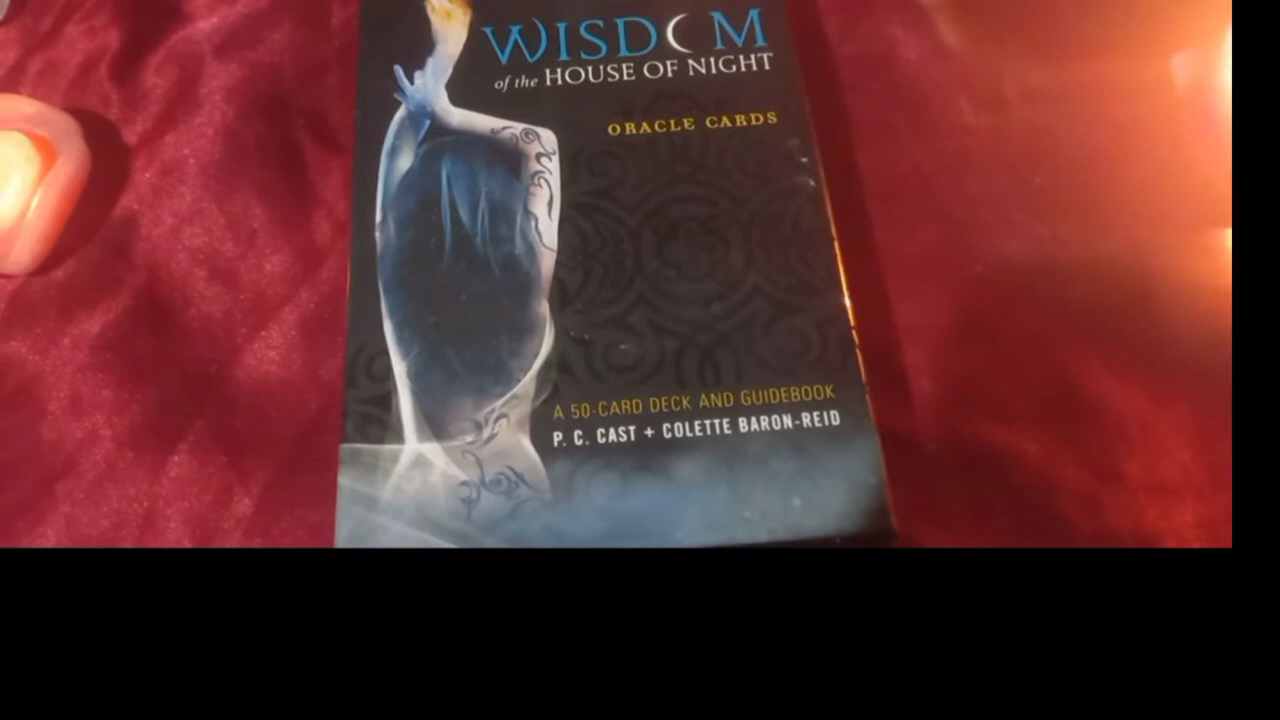 WISDOM
of the HOUSE OF NIGHT
ORACLE CARDS
A 50-CARD DECK AND GUIDEBOOK
P. C. CAST + COLETTE BARON-REID